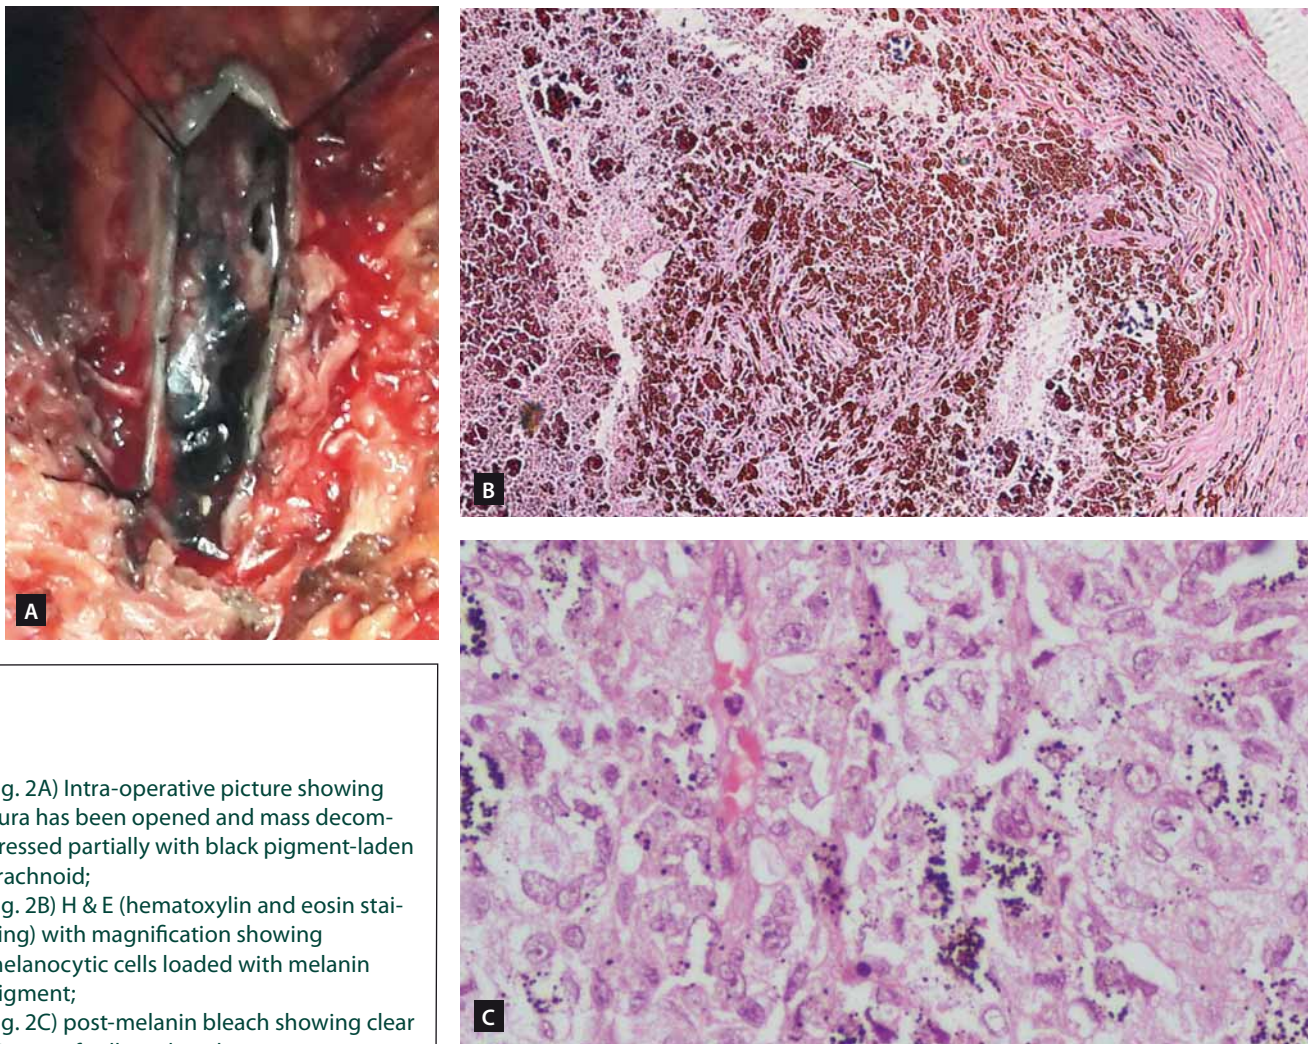 A
B
C
g. 2A) Intra-operative picture showing
ura has been opened and mass decom-
ressed partially with black pigment-laden
rachnoid;
g. 2B) H & E (hematoxylin and eosin stai-
ing) with magnification showing
elanocytic cells loaded with melanin
igment;
g. 2C) post-melanin bleach showing clear